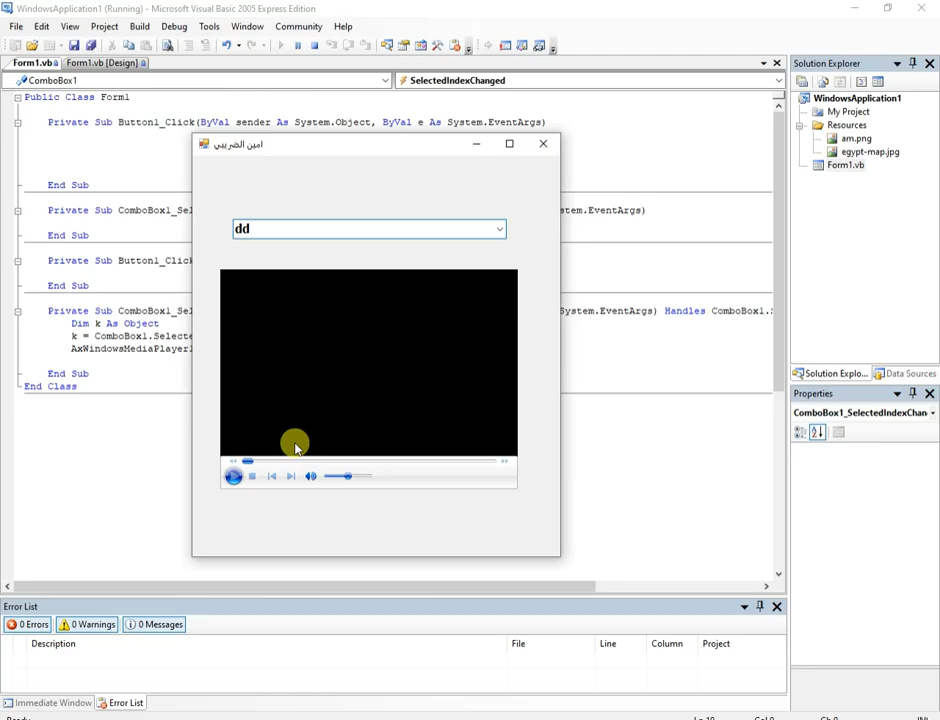 WindowsApplication1 (Running) - Microsoft Visual Basic 2005 Express Edition
File Edit View Project Build Debug Tools Window Community Help
Form1.vb Form1.vb [Design]
ComboBox1 SelectedIndexChanged
Public Class Form1
Private Sub Button1_Click(ByVal sender As System.Object, ByVal e As System.EventArgs)
End Sub
Private Sub ComboBox1_Sel stem.EventArgs)
End Sub
Private Sub Button1_Click
End Sub
Private Sub ComboBox1_Sel System.EventArgs) Handles ComboBox1.
Dim k As Object
k = ComboBox1.Selecte
AxWindowsMediaPlayer
End Sub
End Class
امين الضريبي
dd
Solution Explorer
WindowsApplication1
My Project
Resources
am.png
egypt-map.jpg
Form1.vb
Solution Explo... Data Sources
Properties
ComboBox1_SelectedIndexChan
Error List
0 Errors 0 Warnings 0 Messages
Description File Line Column Project
Immediate Window Error List